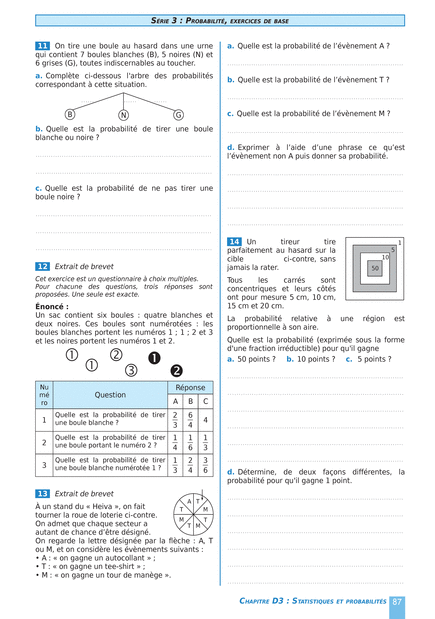 Série 3 : Probabilité, exercices de base
11 On tire une boule au hasard dans une urne
qui contient 7 boules blanches (B), 5 noires (N) et
6 grises (G), toutes indiscernables au toucher.
a. Complète ci-dessous l'arbre des probabilités
correspondant à cette situation.
B N G
b. Quelle est la probabilité de tirer une boule
blanche ou noire ?
c. Quelle est la probabilité de ne pas tirer une
boule noire ?
12 Extrait de brevet
Cet exercice est un questionnaire à choix multiples.
Pour chacune des questions, trois réponses sont
proposées. Une seule est exacte.
Énoncé :
Un sac contient six boules : quatre blanches et
deux noires. Ces boules sont numérotées : les
boules blanches portent les numéros 1 ; 1 ; 2 et 3
et les noires portent les numéros 1 et 2.
1 1 2 3 1 2
Nu
mé
ro
Question
Réponse
A B C
1 Quelle est la probabilité de tirer
une boule blanche ? 2/3 6/4 4
2 Quelle est la probabilité de tirer
une boule portant le numéro 2 ? 1/4 1/6 1/3
3 Quelle est la probabilité de tirer
une boule blanche numérotée 1 ? 1/3 2/4 3/6
13 Extrait de brevet
À un stand du « Heiva », on fait
tourner la roue de loterie ci-contre.
On admet que chaque secteur a
autant de chance d'être désigné.
On regarde la lettre désignée par la flèche : A, T
ou M, et on considère les évènements suivants :
• A : « on gagne un autocollant » ;
• T : « on gagne un tee-shirt » ;
• M : « on gagne un tour de manège ».
A T
T M
M T
T M
a. Quelle est la probabilité de l'évènement A ?
b. Quelle est la probabilité de l'évènement T ?
c. Quelle est la probabilité de l'évènement M ?
d. Exprimer à l'aide d'une phrase ce qu'est
l'évènement non A puis donner sa probabilité.
14 Un tireur tire
parfaitement au hasard sur la
cible ci-contre, sans
jamais la rater.
1
5
10
50
Tous les carrés sont
concentriques et leurs côtés
ont pour mesure 5 cm, 10 cm,
15 cm et 20 cm.
La probabilité relative à une région est
proportionnelle à son aire.
Quelle est la probabilité (exprimée sous la forme
d'une fraction irréductible) pour qu'il gagne
a. 50 points ? b. 10 points ? c. 5 points ?
d. Détermine, de deux façons différentes, la
probabilité pour qu'il gagne 1 point.
Chapitre D3 : Statistiques et probabilités 87